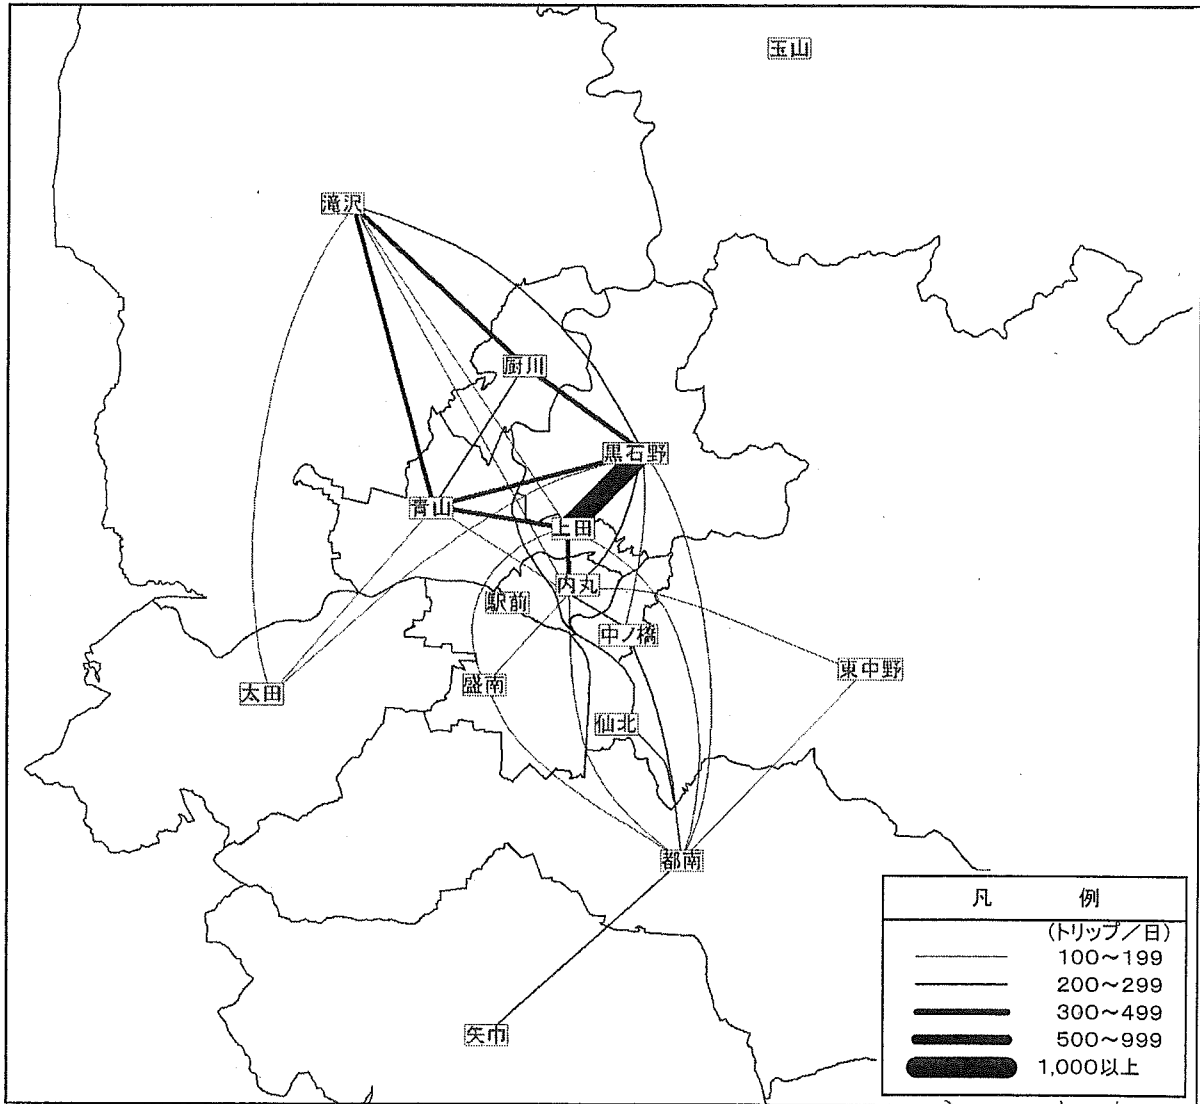 玉山
滝沢
厨川
黒石野
青山
上田
内丸
駅前
中ノ橋
東中野
盛南
太田
仙北
都南
矢巾
凡 例
(トリップ/日)
100~199
200~299
300~499
500~999
1,000以上